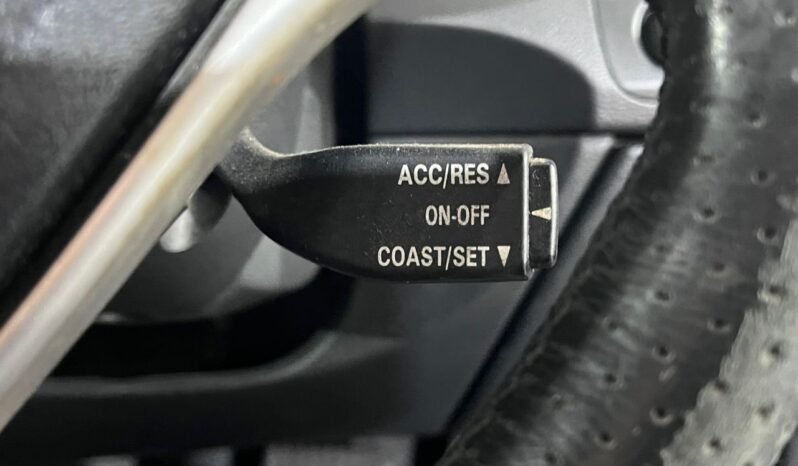 ACC/RES ▲
ON-OFF ◀
COAST/SET ▼